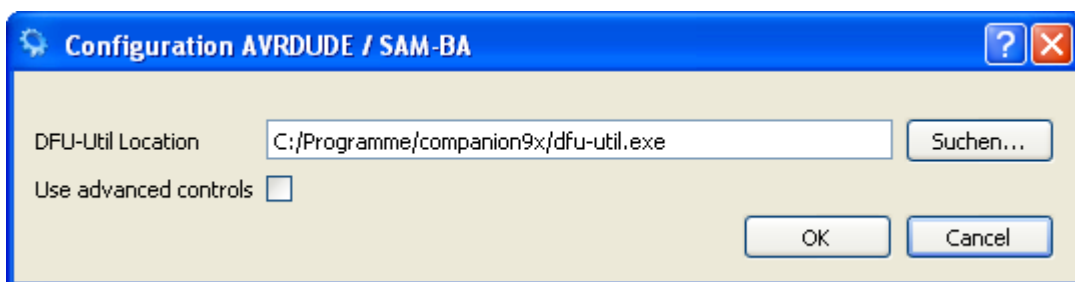 Configuration AVRDUDE / SAM-BA
DFU-Util Location C:/Programme/companion9x/dfu-util.exe Suchen...
Use advanced controls
OK Cancel